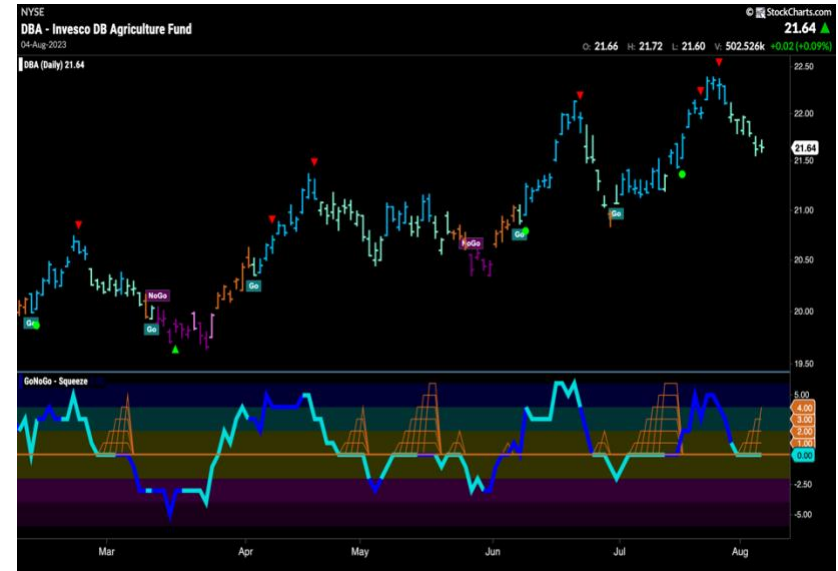 NYSE
© StockCharts.com
DBA - Invesco DB Agriculture Fund
21.64
04-Aug-2023
O: 21.66 H: 21.72 L: 21.60 V: 502.526k +0.02 (+0.09%)
DBA (Daily) 21.64
22.50
22.00
21.64
21.50
21.00
20.50
20.00
19.50
NoGo
Go
Go
Go
NoGo
Go
Go
GoNoGo - Squeeze
5.00
4.00
3.00
2.00
1.00
0.00
-2.50
-5.00
Mar
Apr
May
Jun
Jul
Aug